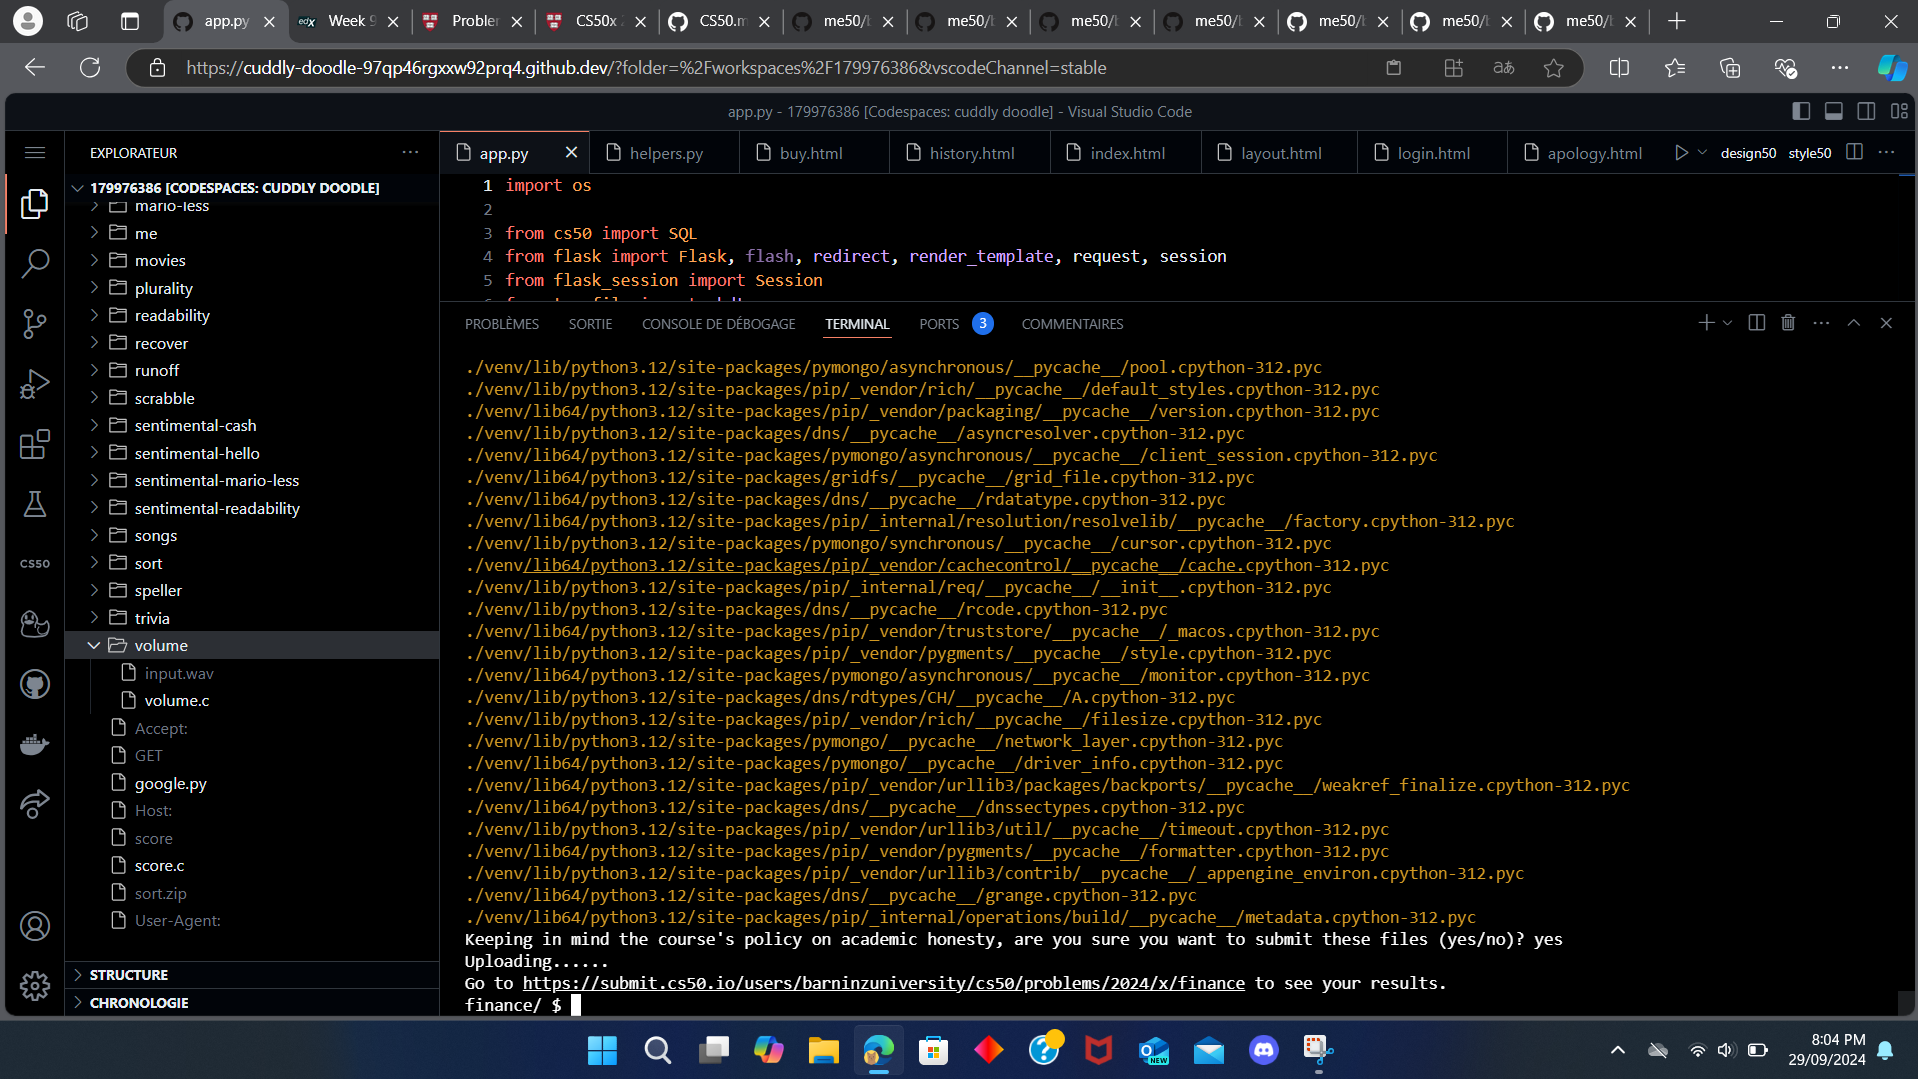 app.py
Week 9
Problem
CS50x 2
CS50.m
me50/b
me50/b
me50/b
me50/b
me50/b
me50/b
me50/b
https://cuddly-doodle-97qp46rgxxw92prq4.github.dev/?folder=%2Fworkspaces%2F179976386&vscodeChannel=stable
app.py - 179976386 [Codespaces: cuddly doodle] - Visual Studio Code
EXPLORATEUR
app.py
helpers.py
buy.html
history.html
index.html
layout.html
login.html
apology.html
design50
style50
179976386 [CODESPACES: CUDDLY DOODLE]
mario-less
me
movies
plurality
readability
recover
runoff
scrabble
sentimental-cash
sentimental-hello
sentimental-mario-less
sentimental-readability
songs
sort
speller
trivia
volume
input.wav
volume.c
Accept:
GET
google.py
Host:
score
score.c
sort.zip
User-Agent:
STRUCTURE
CHRONOLOGIE
CS50
1 import os
2
3 from cs50 import SQL
4 from flask import Flask, flash, redirect, render_template, request, session
5 from flask_session import Session
PROBLÈMES
SORTIE
CONSOLE DE DÉBOGAGE
TERMINAL
PORTS 3
COMMENTAIRES
./venv/lib/python3.12/site-packages/pymongo/asynchronous/__pycache__/pool.cpython-312.pyc
./venv/lib/python3.12/site-packages/pip/_vendor/rich/__pycache__/default_styles.cpython-312.pyc
./venv/lib64/python3.12/site-packages/pip/_vendor/packaging/__pycache__/version.cpython-312.pyc
./venv/lib/python3.12/site-packages/dns/__pycache__/asyncresolver.cpython-312.pyc
./venv/lib64/python3.12/site-packages/pymongo/asynchronous/__pycache__/client_session.cpython-312.pyc
./venv/lib64/python3.12/site-packages/gridfs/__pycache__/grid_file.cpython-312.pyc
./venv/lib64/python3.12/site-packages/dns/__pycache__/rdatatype.cpython-312.pyc
./venv/lib64/python3.12/site-packages/pip/_internal/resolution/resolvelib/__pycache__/factory.cpython-312.pyc
./venv/lib64/python3.12/site-packages/pymongo/synchronous/__pycache__/cursor.cpython-312.pyc
./venv/lib64/python3.12/site-packages/pip/_vendor/cachecontrol/__pycache__/cache.cpython-312.pyc
./venv/lib/python3.12/site-packages/pip/_internal/req/__pycache__/__init__.cpython-312.pyc
./venv/lib/python3.12/site-packages/dns/__pycache__/rcode.cpython-312.pyc
./venv/lib64/python3.12/site-packages/pip/_vendor/truststore/__pycache__/_macos.cpython-312.pyc
./venv/lib/python3.12/site-packages/pip/_vendor/pygments/__pycache__/style.cpython-312.pyc
./venv/lib/python3.12/site-packages/pymongo/asynchronous/__pycache__/monitor.cpython-312.pyc
./venv/lib/python3.12/site-packages/dns/rdtypes/CH/__pycache__/A.cpython-312.pyc
./venv/lib/python3.12/site-packages/pip/_vendor/rich/__pycache__/filesize.cpython-312.pyc
./venv/lib/python3.12/site-packages/pymongo/__pycache__/network_layer.cpython-312.pyc
./venv/lib64/python3.12/site-packages/pymongo/__pycache__/driver_info.cpython-312.pyc
./venv/lib/python3.12/site-packages/pip/_vendor/urllib3/packages/backports/__pycache__/weakref_finalize.cpython-312.pyc
./venv/lib64/python3.12/site-packages/dns/__pycache__/dnssectypes.cpython-312.pyc
./venv/lib64/python3.12/site-packages/pip/_vendor/urllib3/util/__pycache__/timeout.cpython-312.pyc
./venv/lib64/python3.12/site-packages/pip/_vendor/pygments/__pycache__/formatter.cpython-312.pyc
./venv/lib/python3.12/site-packages/pip/_vendor/urllib3/contrib/__pycache__/_appengine_environ.cpython-312.pyc
./venv/lib64/python3.12/site-packages/dns/__pycache__/grange.cpython-312.pyc
./venv/lib64/python3.12/site-packages/pip/_internal/operations/build/__pycache__/metadata.cpython-312.pyc
Keeping in mind the course's policy on academic honesty, are you sure you want to submit these files (yes/no)? yes
Uploading......
Go to https://submit.cs50.io/users/barninzuniversity/cs50/problems/2024/x/finance to see your results.
finance/ $
8:04 PM
29/09/2024